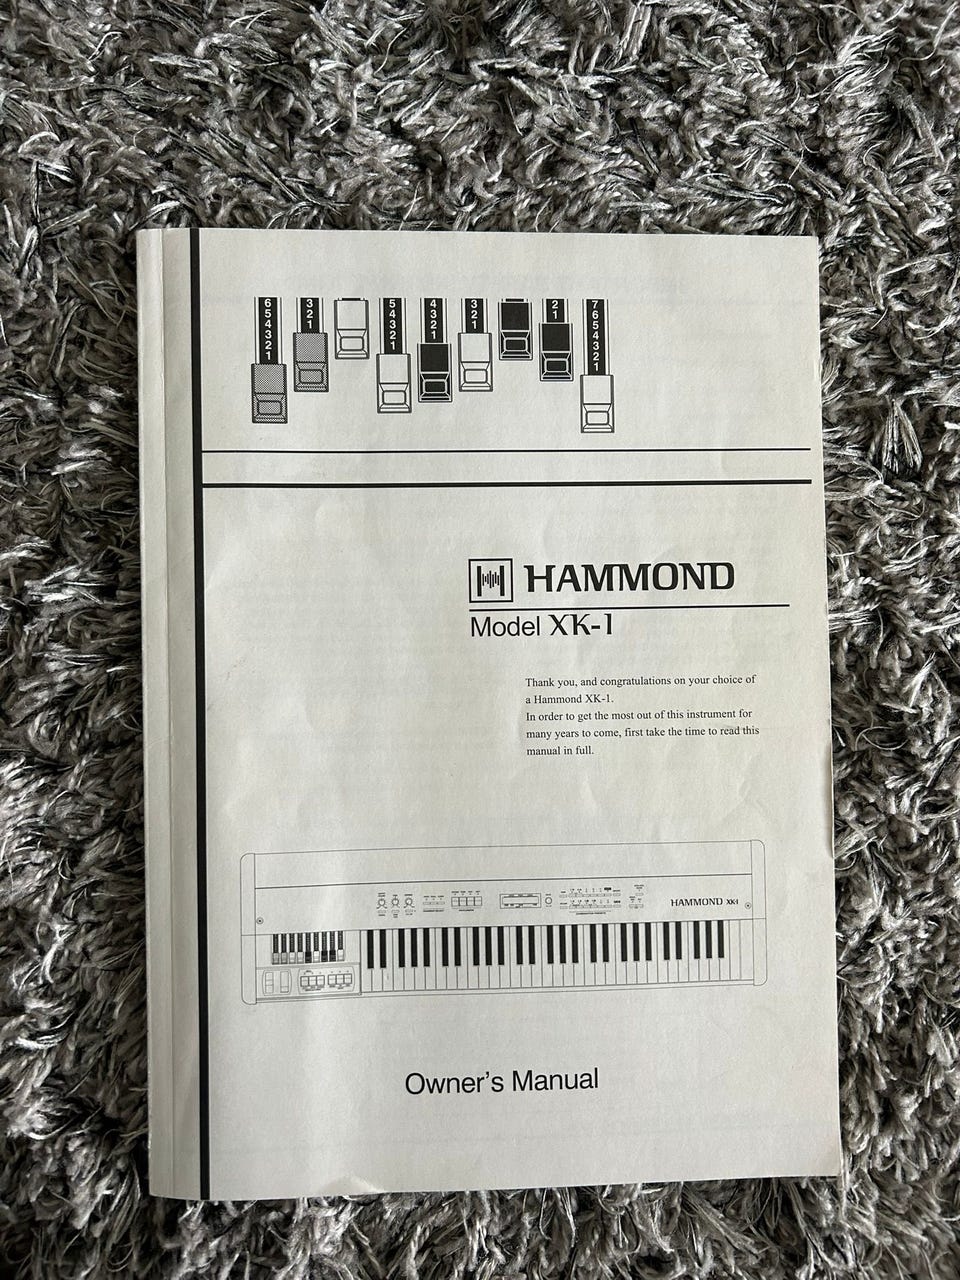 6 3 5 4 3 2 7
5 2 4 3 2 1 6
4 1 3 2 1 5
3 2 1 4
2 1 3
1 2
1
HAMMOND
Model XK-1
Thank you, and congratulations on your choice of
a Hammond XK-1.
In order to get the most out of this instrument for
many years to come, first take the time to read this
manual in full.
HAMMOND XK-1
Owner's Manual